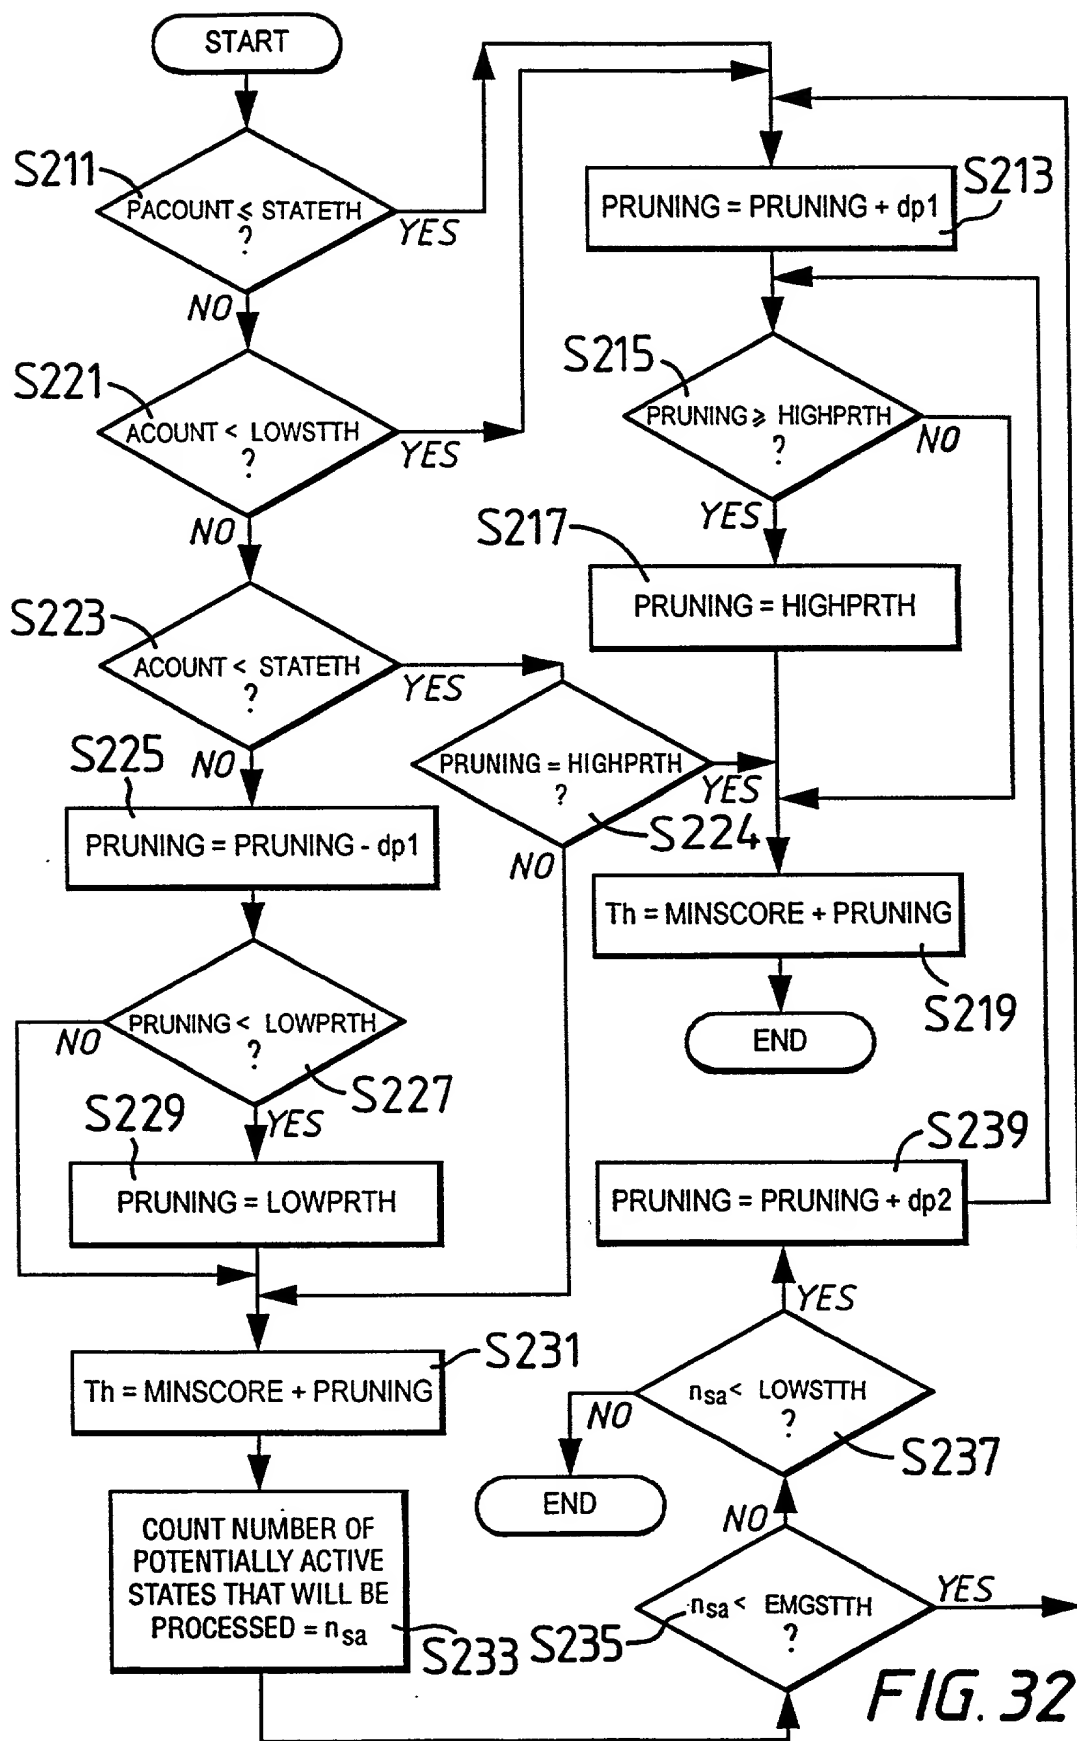 START
S211
PACOUNT ≤ STATETH
?
YES
NO
S221
ACOUNT < LOWSTTH
?
YES
NO
S223
ACOUNT < STATETH
?
YES
NO
S225
PRUNING = PRUNING - dp1
PRUNING < LOWPRTH
?
NO
S227
YES
S229
PRUNING = LOWPRTH
Th = MINSCORE + PRUNING
S231
COUNT NUMBER OF
POTENTIALLY ACTIVE
STATES THAT WILL BE
PROCESSED = nsa
S233
S213
PRUNING = PRUNING + dp1
S215
PRUNING ≥ HIGHPRTH
?
NO
YES
S217
PRUNING = HIGHPRTH
PRUNING = HIGHPRTH
?
YES
S224
NO
Th = MINSCORE + PRUNING
S219
END
S239
PRUNING = PRUNING + dp2
YES
nsa < LOWSTTH
?
NO
S237
END
NO
nsa < EMGSTTH
?
YES
S235
FIG. 32